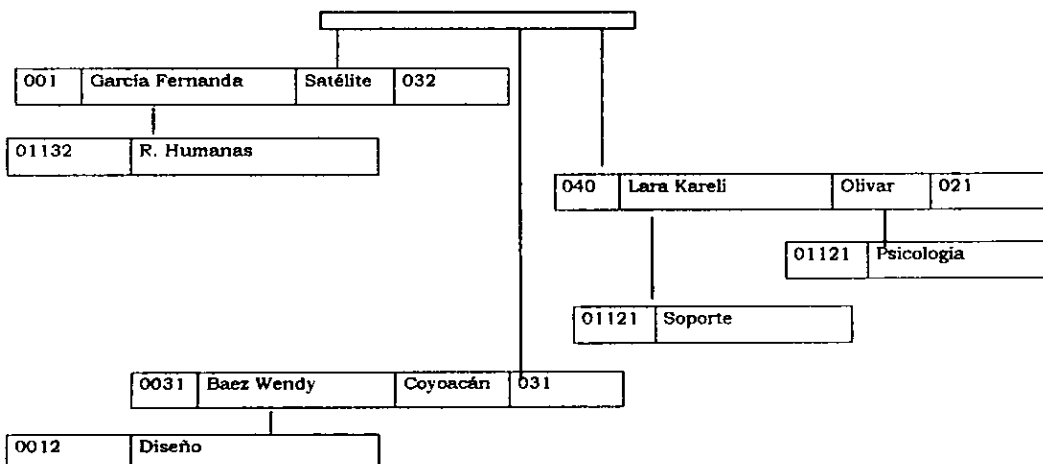 001 García Fernanda Satélite 032
01132 R. Humanas
040 Lara Kareli Olivar 021
01121 Psicologia
01121 Soporte
0031 Baez Wendy Coyoacán 031
0012 Diseño